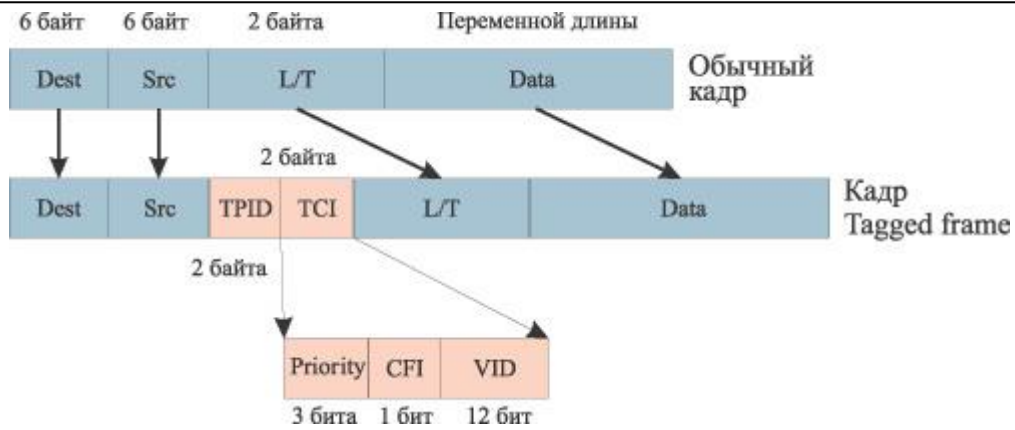 6 байт 6 байт 2 байта Переменной длины
Dest Src L/T Data
Обычный
кадр
2 байта
Dest Src TPID TCI L/T Data
Кадр
Tagged frame
2 байта
Priority CFI VID
3 бита 1 бит 12 бит